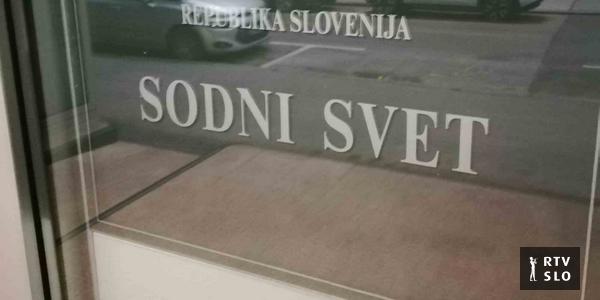 REPUBLIKA SLOVENIJA
SODNI SVET
RTV
SLO